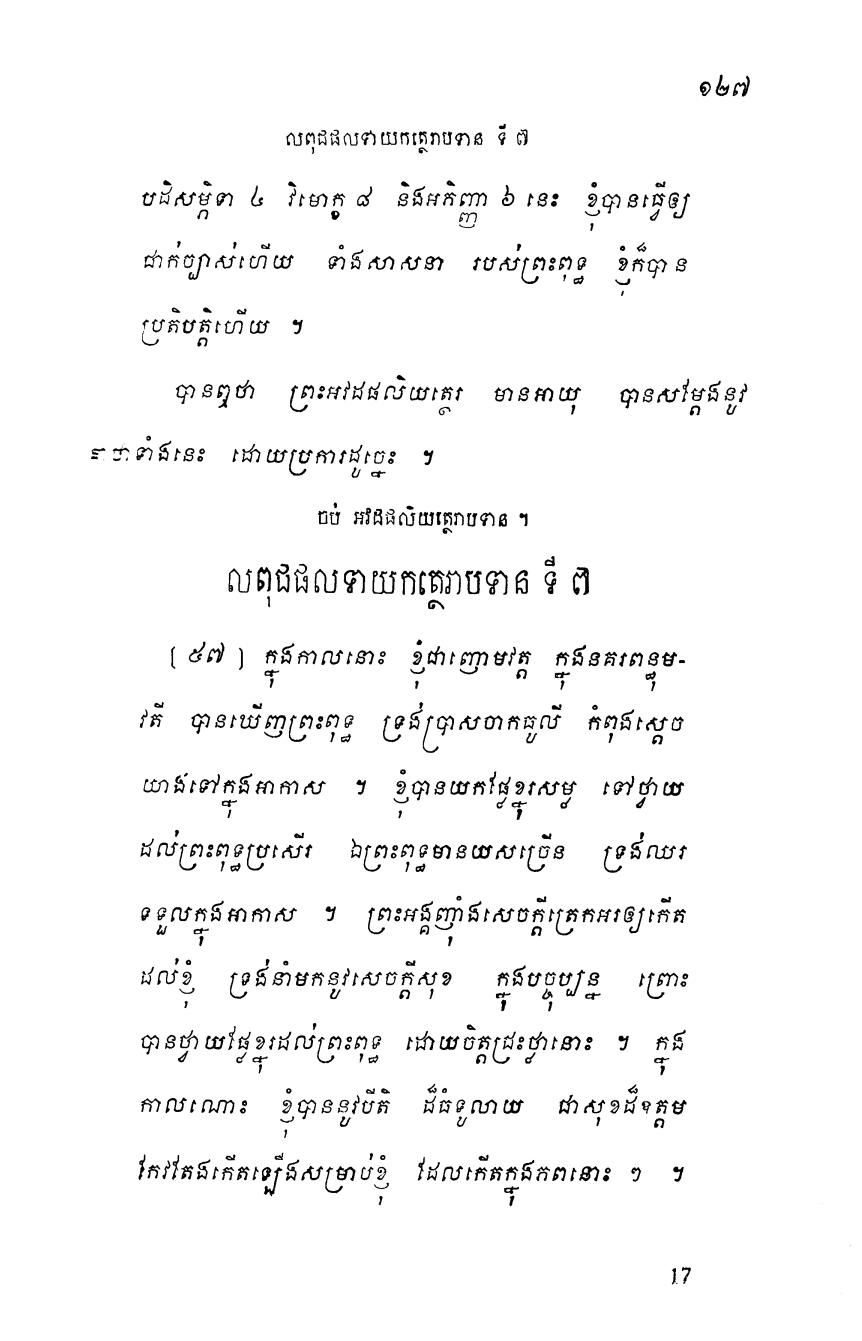 ១២៧
លពុជផលទាយកត្ថេរាបទាន ទី ៧
បដិសម្ភិទា ៤ វិមោក្ខ ៨ និងអភិញ្ញា ៦ នេះ ខ្ញុំបានធ្វើឲ្យ
ជាក់ច្បាស់ហើយ ទាំងសាសនា របស់ព្រះពុទ្ធ ខ្ញុំក៏បាន
ប្រតិបត្តិហើយ ។
បានឮថា ព្រះអវដផលិយត្ថេរ មានអាយុ បានសម្តែងនូវ
ទាំងនេះ ដោយប្រការដូច្នេះ ។
ចប់ អវដផលិយត្ថេរាបទាន ។
លពុជផលទាយកត្ថេរាបទាន ទី ៧
[ ៥៧ ] ក្នុងកាលនោះ ខ្ញុំជាញោមវត្ត ក្នុងនគរពន្ធុម-
វតី បានឃើញព្រះពុទ្ធ ទ្រង់ប្រាសចាកធូលី កំពុងស្តេច
យាងទៅក្នុងអាកាស ។ ខ្ញុំបានយកផ្លែខ្នុរសម្ល ទៅថ្វាយ
ដល់ព្រះពុទ្ធប្រសើរ ឯព្រះពុទ្ធមានយសច្រើន ទ្រង់ឈរ
ទទួលក្នុងអាកាស ។ ព្រះអង្គញ៉ាំងសេចក្តីត្រេកអរឲ្យកើត
ដល់ខ្ញុំ ទ្រង់នាំមកនូវសេចក្តីសុខ ក្នុងបច្ចុប្បន្ន ព្រោះ
បានថ្វាយផ្លែខ្នុរដល់ព្រះពុទ្ធ ដោយចិត្តជ្រះថ្លានោះ ។ ក្នុង
កាលណោះ ខ្ញុំបាននូវបីតិ ដ៏ធំទូលាយ ជាសុខដ៏ឧត្តម
កែវតែងកើតឡើងសម្រាប់ខ្ញុំ ដែលកើតក្នុងភពនោះ ៗ ។
17